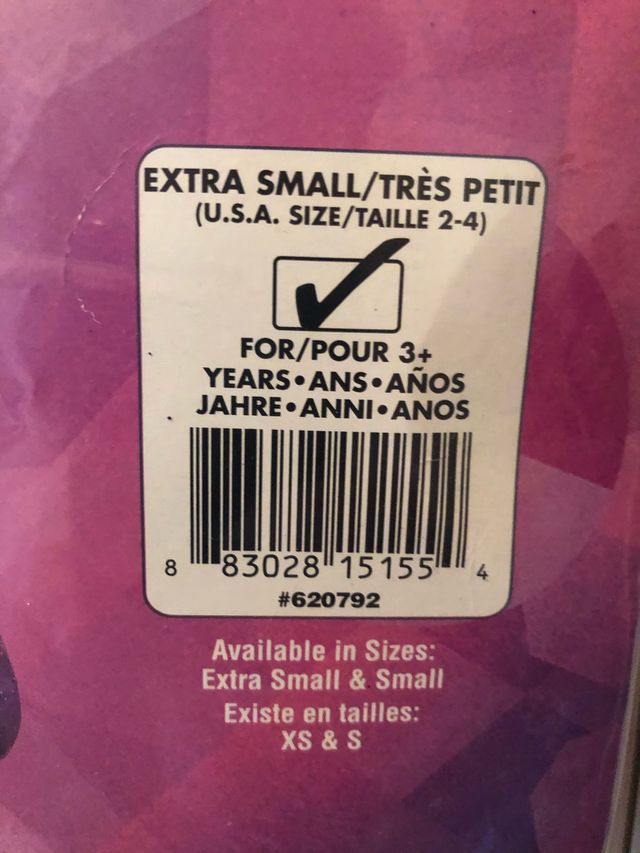 EXTRA SMALL/TRÈS PETIT
(U.S.A. SIZE/TAILLE 2-4)
FOR/POUR 3+
YEARS•ANS•AÑOS
JAHRE•ANNI•ANOS
8 83028 15155 4
#620792
Available in Sizes:
Extra Small & Small
Existe en tailles:
XS & S